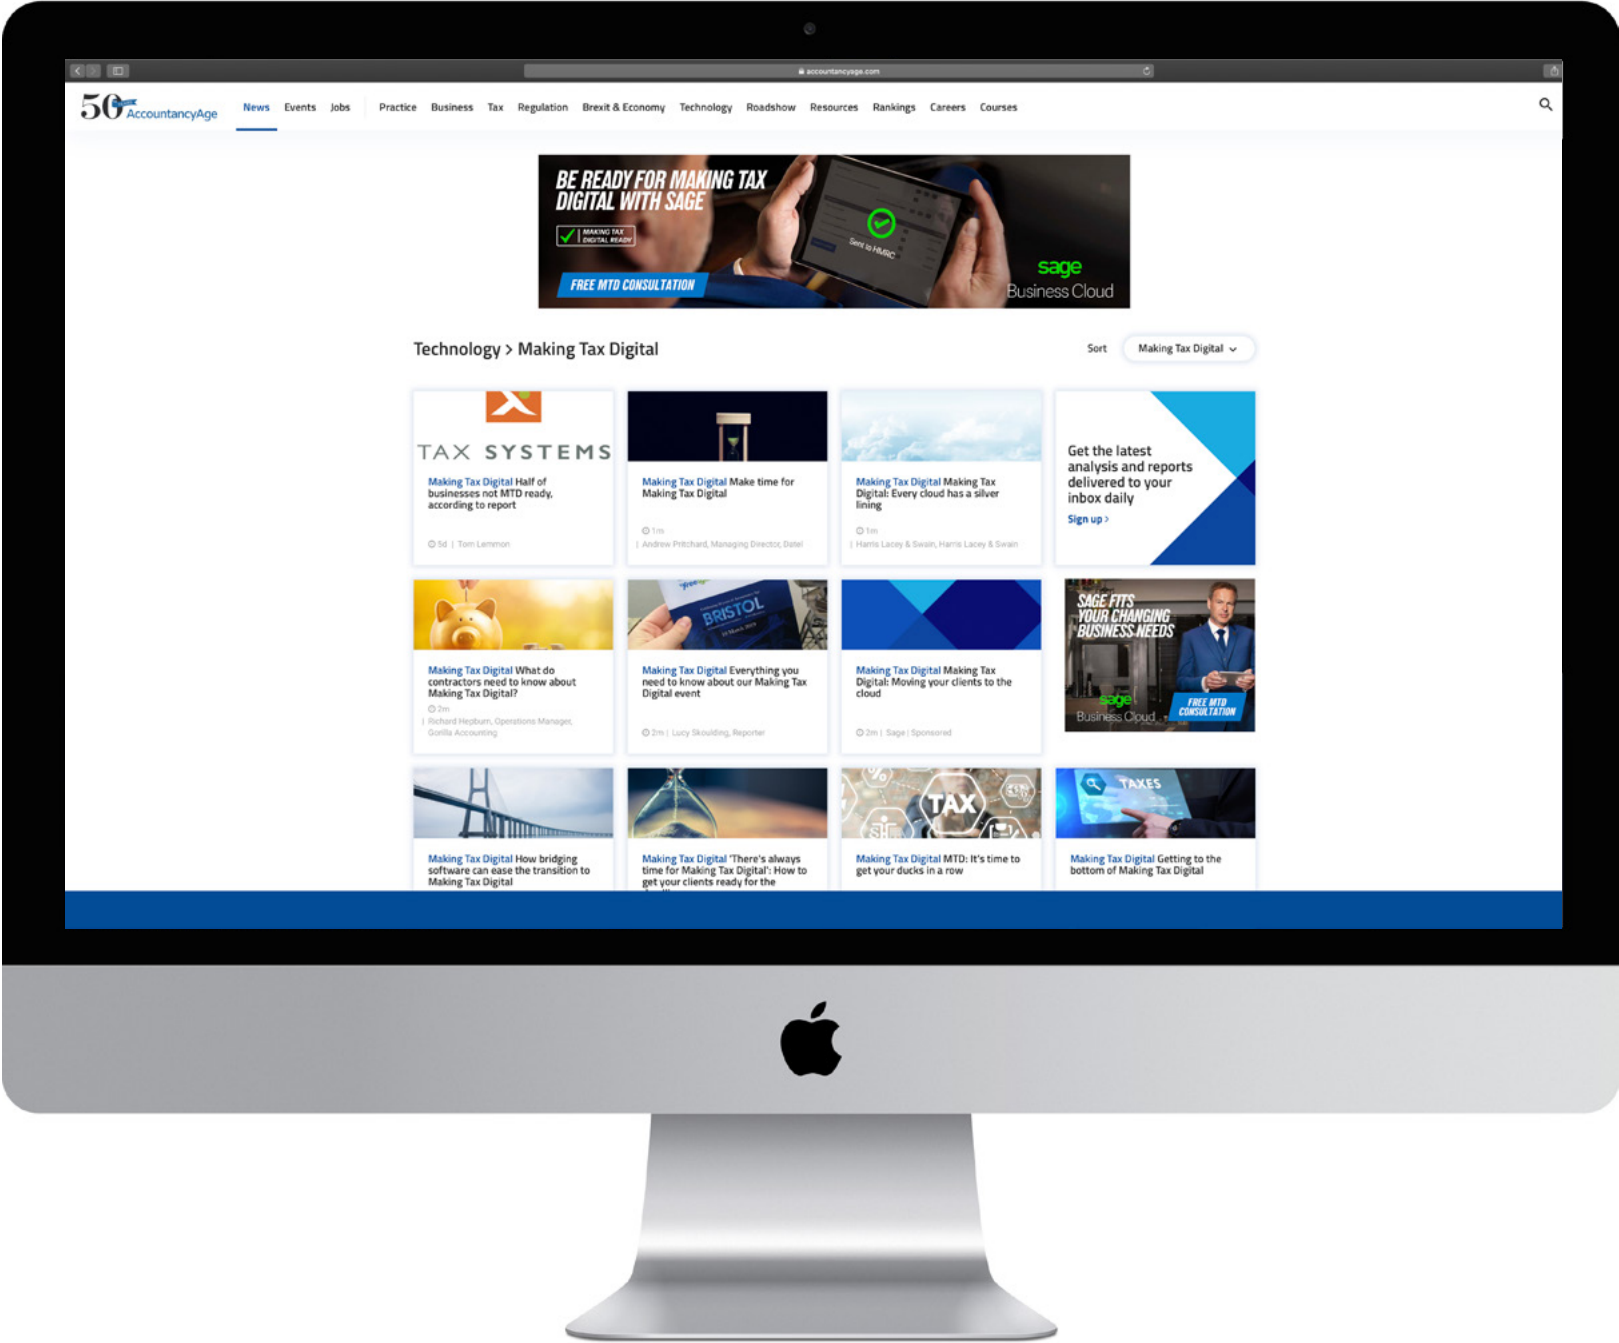 accountancyage.com
50 AccountancyAge
News Events Jobs Practice Business Tax Regulation Brexit & Economy Technology Roadshow Resources Rankings Careers Courses
BE READY FOR MAKING TAX
DIGITAL WITH SAGE
MAKING TAX
DIGITAL READY
FREE MTD CONSULTATION
Sent to HMRC
sage
Business Cloud
Technology > Making Tax Digital
Sort Making Tax Digital
TAX SYSTEMS
Making Tax Digital Half of
businesses not MTD ready,
according to report
5d | Tom Lemmon
Making Tax Digital Make time for
Making Tax Digital
1m
| Andrew Pritchard, Managing Director, Datel
Making Tax Digital Making Tax
Digital: Every cloud has a silver
lining
1m
| Harris Lacey & Swain, Harris Lacey & Swain
Get the latest
analysis and reports
delivered to your
inbox daily
Sign up >
Making Tax Digital What do
contractors need to know about
Making Tax Digital?
2m
| Richard Hepburn, Operations Manager,
Gorilla Accounting
BRISTOL
Making Tax Digital Everything you
need to know about our Making Tax
Digital event
2m | Lucy Skoulding, Reporter
Making Tax Digital Making Tax
Digital: Moving your clients to the
cloud
2m | Sage | Sponsored
SAGE FITS
YOUR CHANGING
BUSINESS NEEDS
sage
Business Cloud
FREE MTD
CONSULTATION
Making Tax Digital How bridging
software can ease the transition to
Making Tax Digital
Making Tax Digital 'There's always
time for Making Tax Digital': How to
get your clients ready for the
TAX
Making Tax Digital MTD: It's time to
get your ducks in a row
TAXES
Making Tax Digital Getting to the
bottom of Making Tax Digital